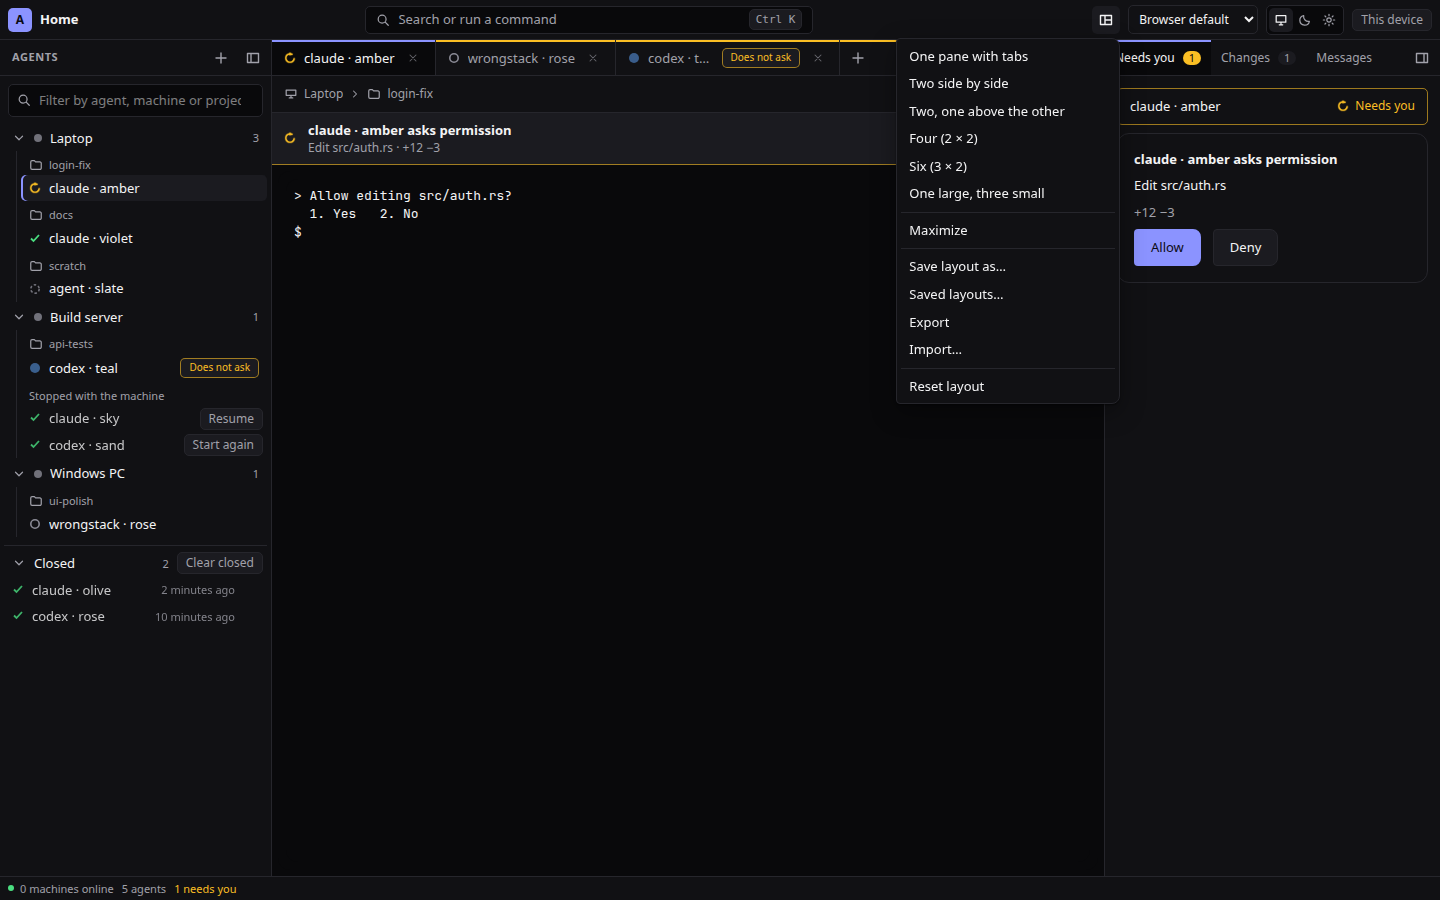 A Home
Search or run a command Ctrl K
Browser default
This device
AGENTS
Filter by agent, machine or projec
Laptop 3
login-fix
claude · amber
docs
claude · violet
scratch
agent · slate
Build server 1
api-tests
codex · teal Does not ask
Stopped with the machine
claude · sky Resume
codex · sand Start again
Windows PC 1
ui-polish
wrongstack · rose
Closed 2 Clear closed
claude · olive 2 minutes ago
codex · rose 10 minutes ago
claude · amber
wrongstack · rose
codex · t... Does not ask
Laptop > login-fix
claude · amber asks permission
Edit src/auth.rs · +12 −3
> Allow editing src/auth.rs?
1. Yes 2. No
$
One pane with tabs
Two side by side
Two, one above the other
Four (2 × 2)
Six (3 × 2)
One large, three small
Maximize
Save layout as...
Saved layouts...
Export
Import...
Reset layout
Needs you 1
Changes 1
Messages
claude · amber Needs you
claude · amber asks permission
Edit src/auth.rs
+12 −3
Allow Deny
0 machines online 5 agents 1 needs you